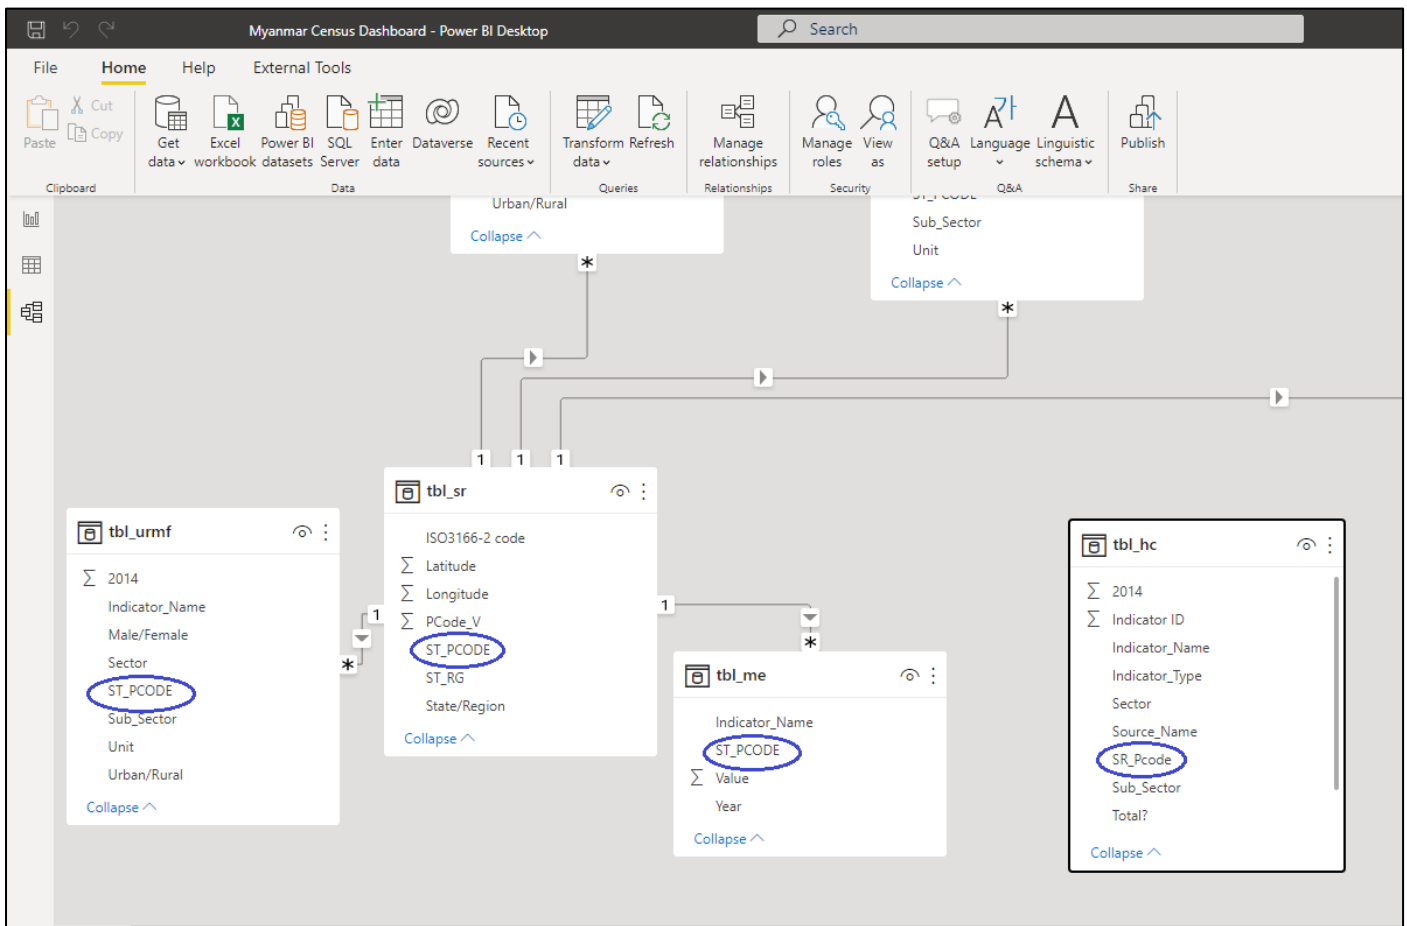 Myanmar Census Dashboard - Power BI Desktop
Search
File Home Help External Tools
Paste
Cut
Copy
Get data
Excel workbook
Power BI datasets
SQL Server
Enter data
Dataverse
Recent sources
Transform data
Refresh
Manage relationships
Manage roles
View as
Q&A setup
Language
Linguistic schema
Publish
Clipboard
Data
Queries
Relationships
Security
Q&A
Share
Urban/Rural
Collapse
ST_PCODE
Sub_Sector
Unit
Collapse
*
*
1 1 1
tbl_sr
ISO3166-2 code
Σ Latitude
Σ Longitude
Σ PCode_V
ST_PCODE
ST_RG
State/Region
Collapse
tbl_urmf
Σ 2014
Indicator_Name
Male/Female
Sector
ST_PCODE
Sub_Sector
Unit
Urban/Rural
Collapse
1
*
1
*
tbl_me
Indicator_Name
ST_PCODE
Σ Value
Year
Collapse
tbl_hc
Σ 2014
Σ Indicator ID
Indicator_Name
Indicator_Type
Sector
Source_Name
SR_Pcode
Sub_Sector
Total?
Collapse